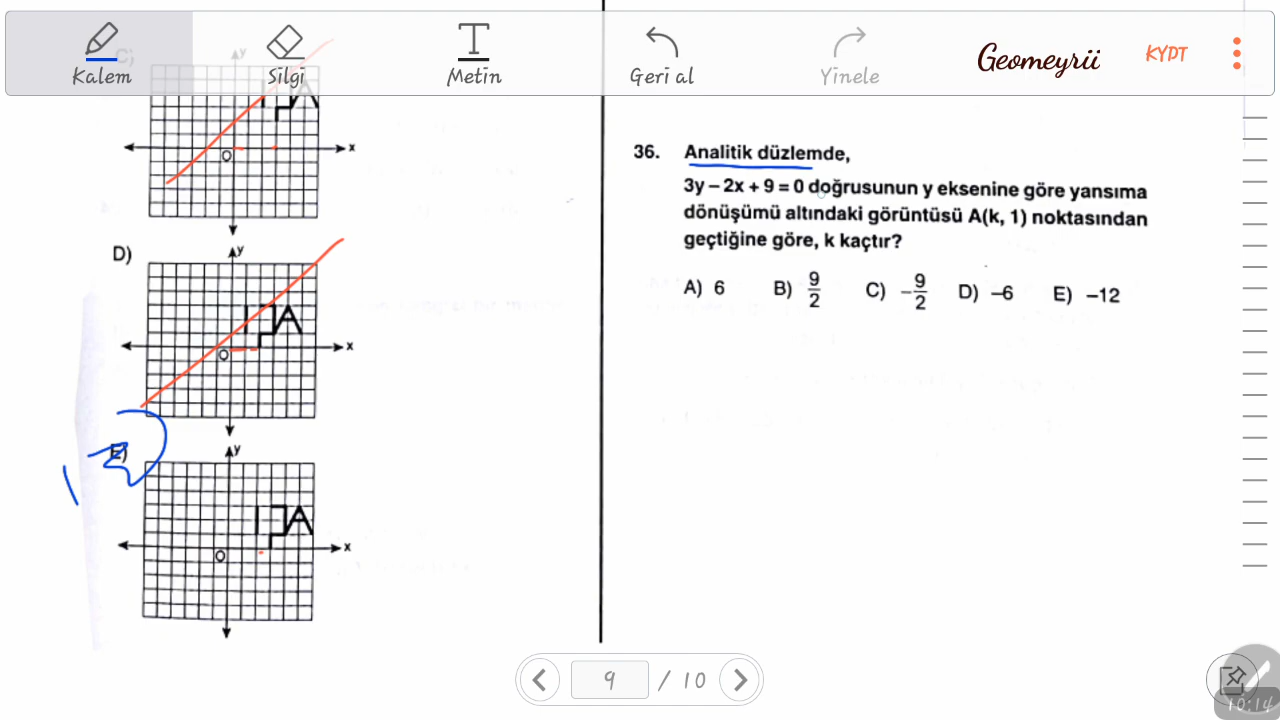 Kalem
Silgi
Metin
Geri al
Yinele
Geomeyrii
KYDT
C)
y
x
O
D)
y
x
O
A
E)
y
x
O
A
36. Analitik düzlemde,
3y – 2x + 9 = 0 doğrusunun y eksenine göre yansıma
dönüşümü altındaki görüntüsü A(k, 1) noktasından
geçtiğine göre, k kaçtır?
A) 6 B) 9/2 C) –9/2 D) –6 E) –12
9 / 10
10:14